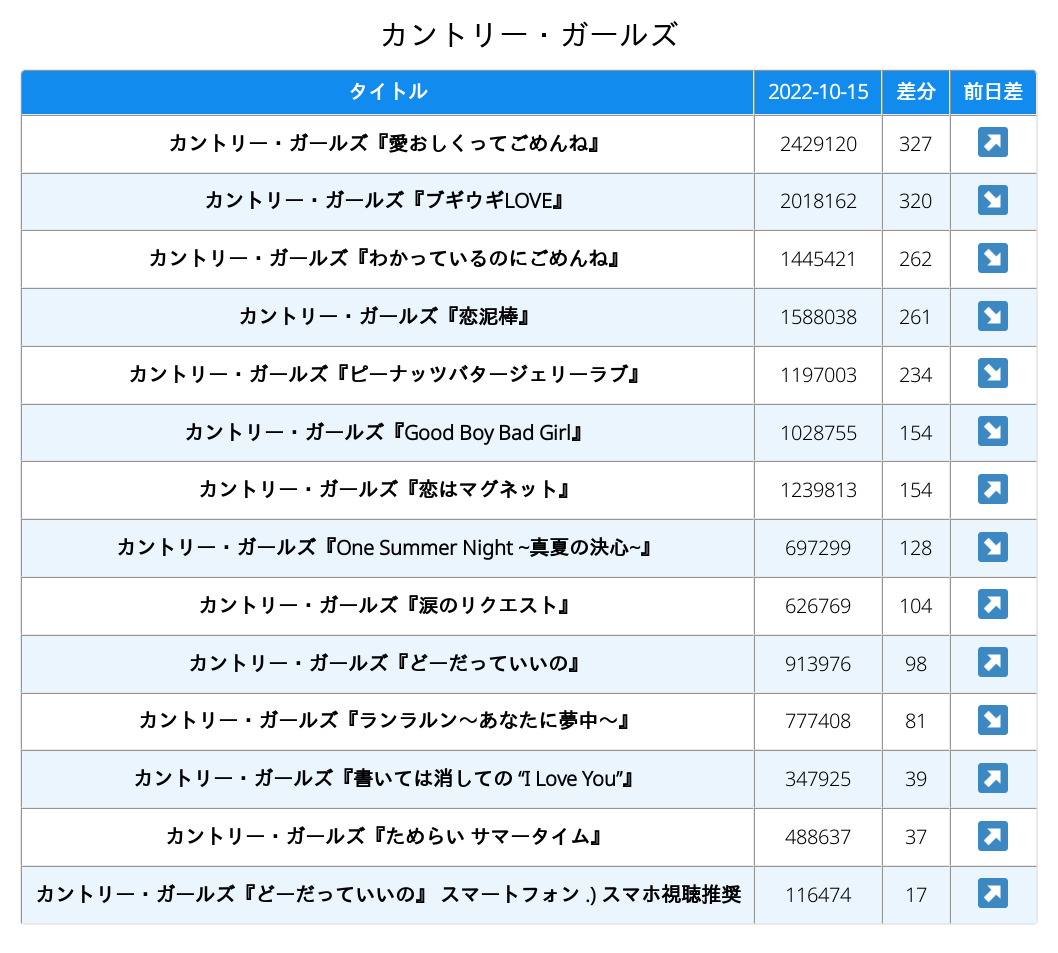 カントリー・ガールズ
タイトル 2022-10-15 差分 前日差
カントリー・ガールズ『愛おしくってごめんね』 2429120 327
カントリー・ガールズ『ブギウギLOVE』 2018162 320
カントリー・ガールズ『わかっているのにごめんね』 1445421 262
カントリー・ガールズ『恋泥棒』 1588038 261
カントリー・ガールズ『ピーナッツバタージェリーラブ』 1197003 234
カントリー・ガールズ『Good Boy Bad Girl』 1028755 154
カントリー・ガールズ『恋はマグネット』 1239813 154
カントリー・ガールズ『One Summer Night ~真夏の決心~』 697299 128
カントリー・ガールズ『涙のリクエスト』 626769 104
カントリー・ガールズ『どーだっていいの』 913976 98
カントリー・ガールズ『ランラルン～あなたに夢中～』 777408 81
カントリー・ガールズ『書いては消しての “I Love You”』 347925 39
カントリー・ガールズ『ためらい サマータイム』 488637 37
カントリー・ガールズ『どーだっていいの』 スマートフォン .) スマホ視聴推奨 116474 17